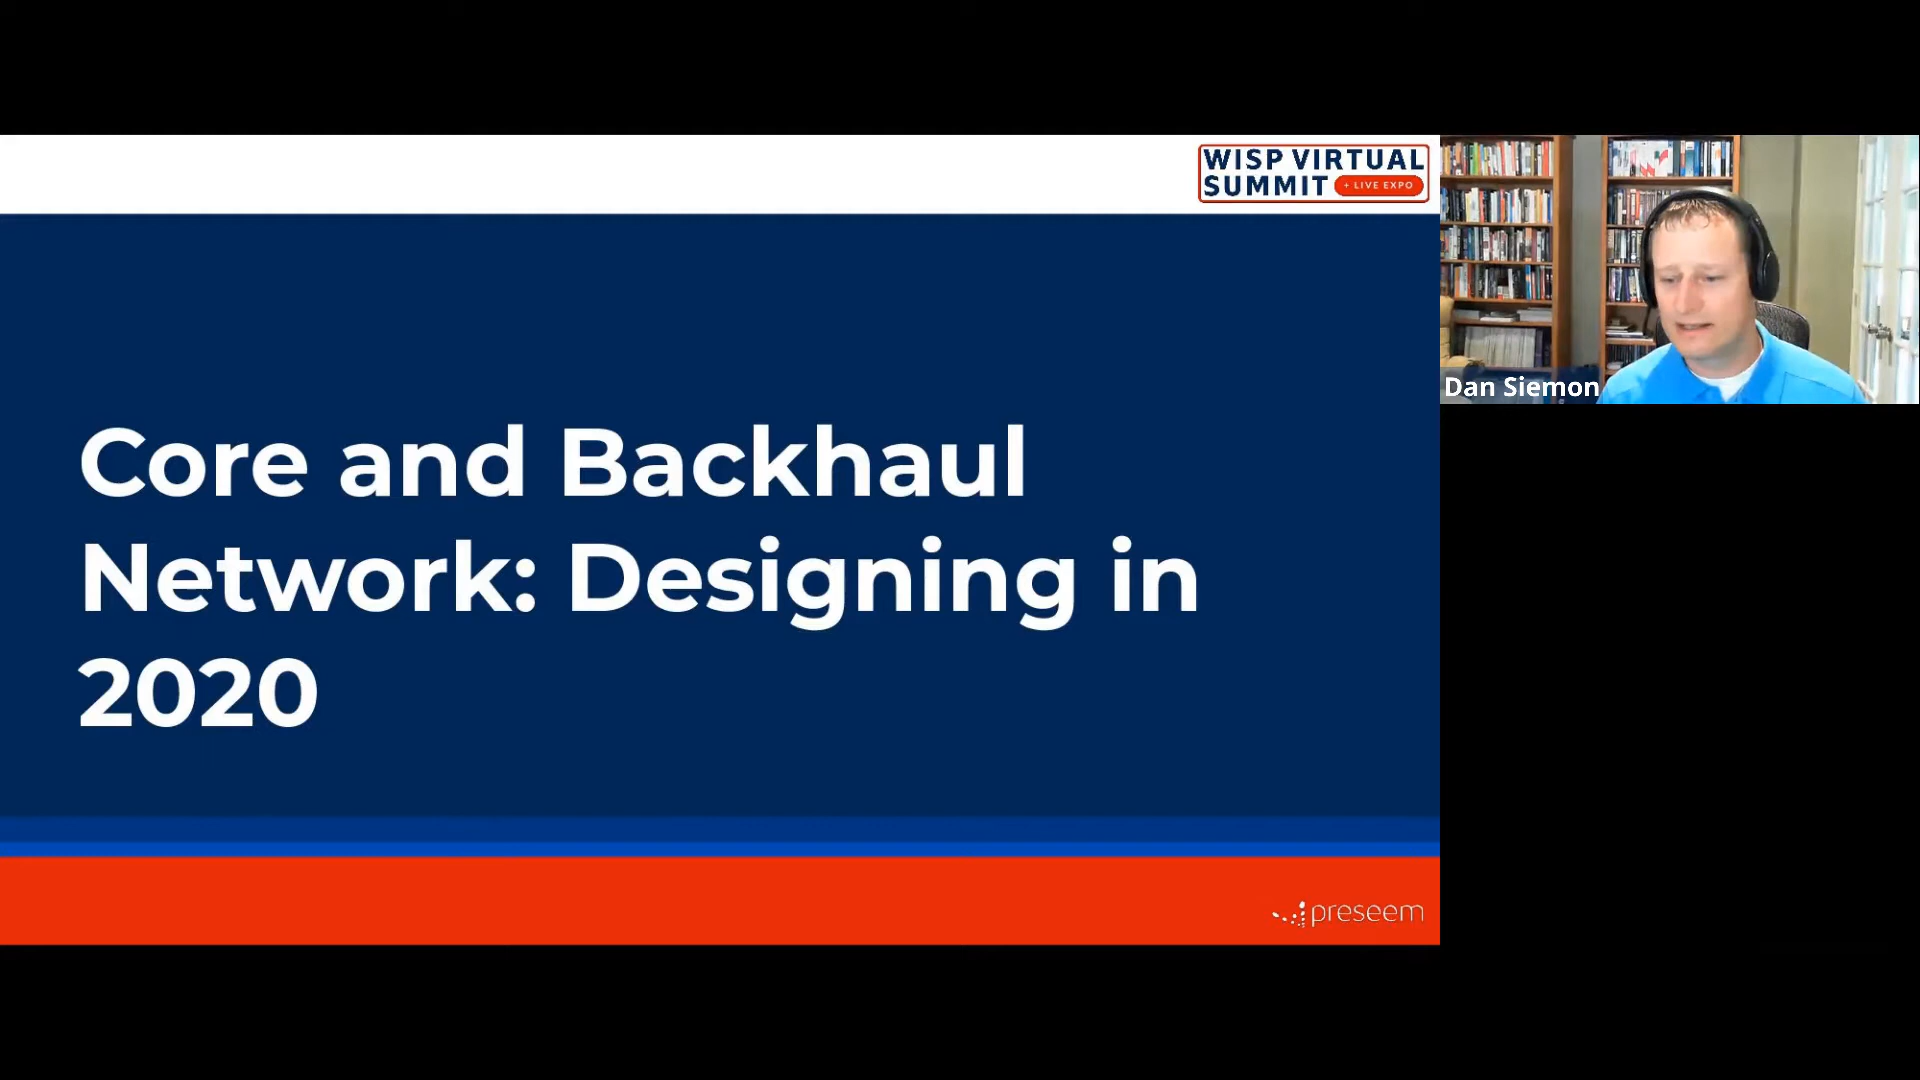 WISP VIRTUAL
SUMMIT + LIVE EXPO
Dan Siemon
Core and Backhaul
Network: Designing in
2020
preseem